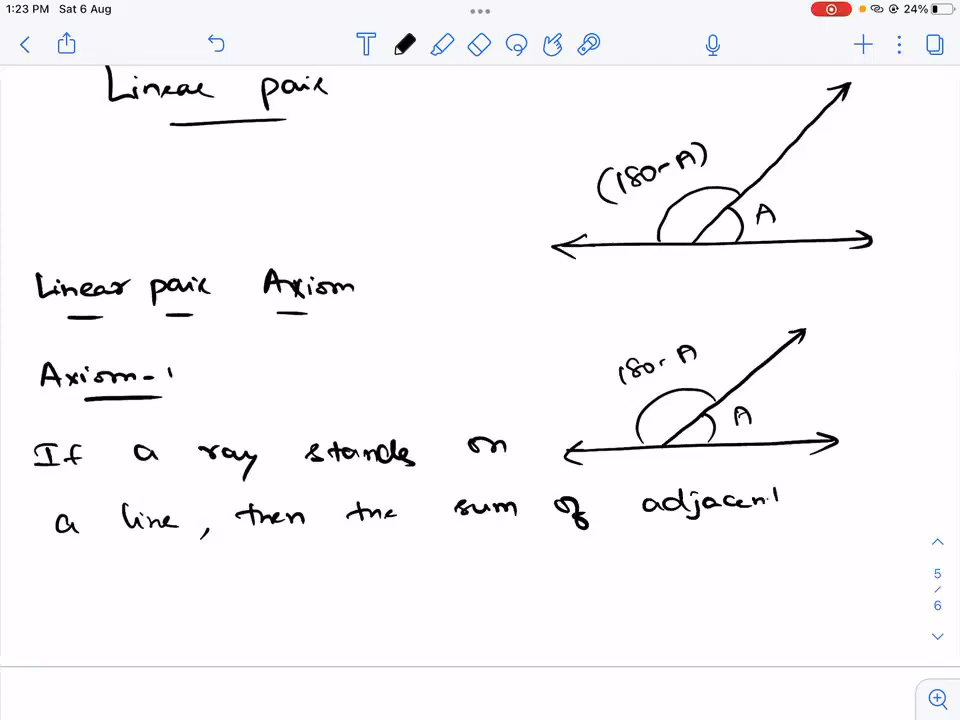 1:23 PM Sat 6 Aug
24%
Linear pair
(180-A)
A
Linear pair Axiom
180-A
Axiom-1
A
If a ray stands on
a line, then the sum of adjacent
5
/
6